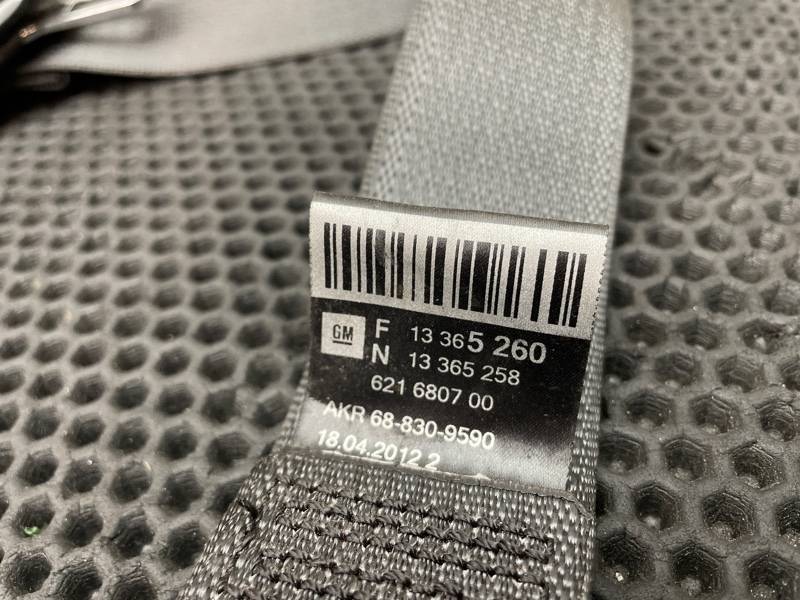 GM F 13 365 260
N 13 365 258
621 6807 00
AKR 68-830-9590
18.04.2012 2